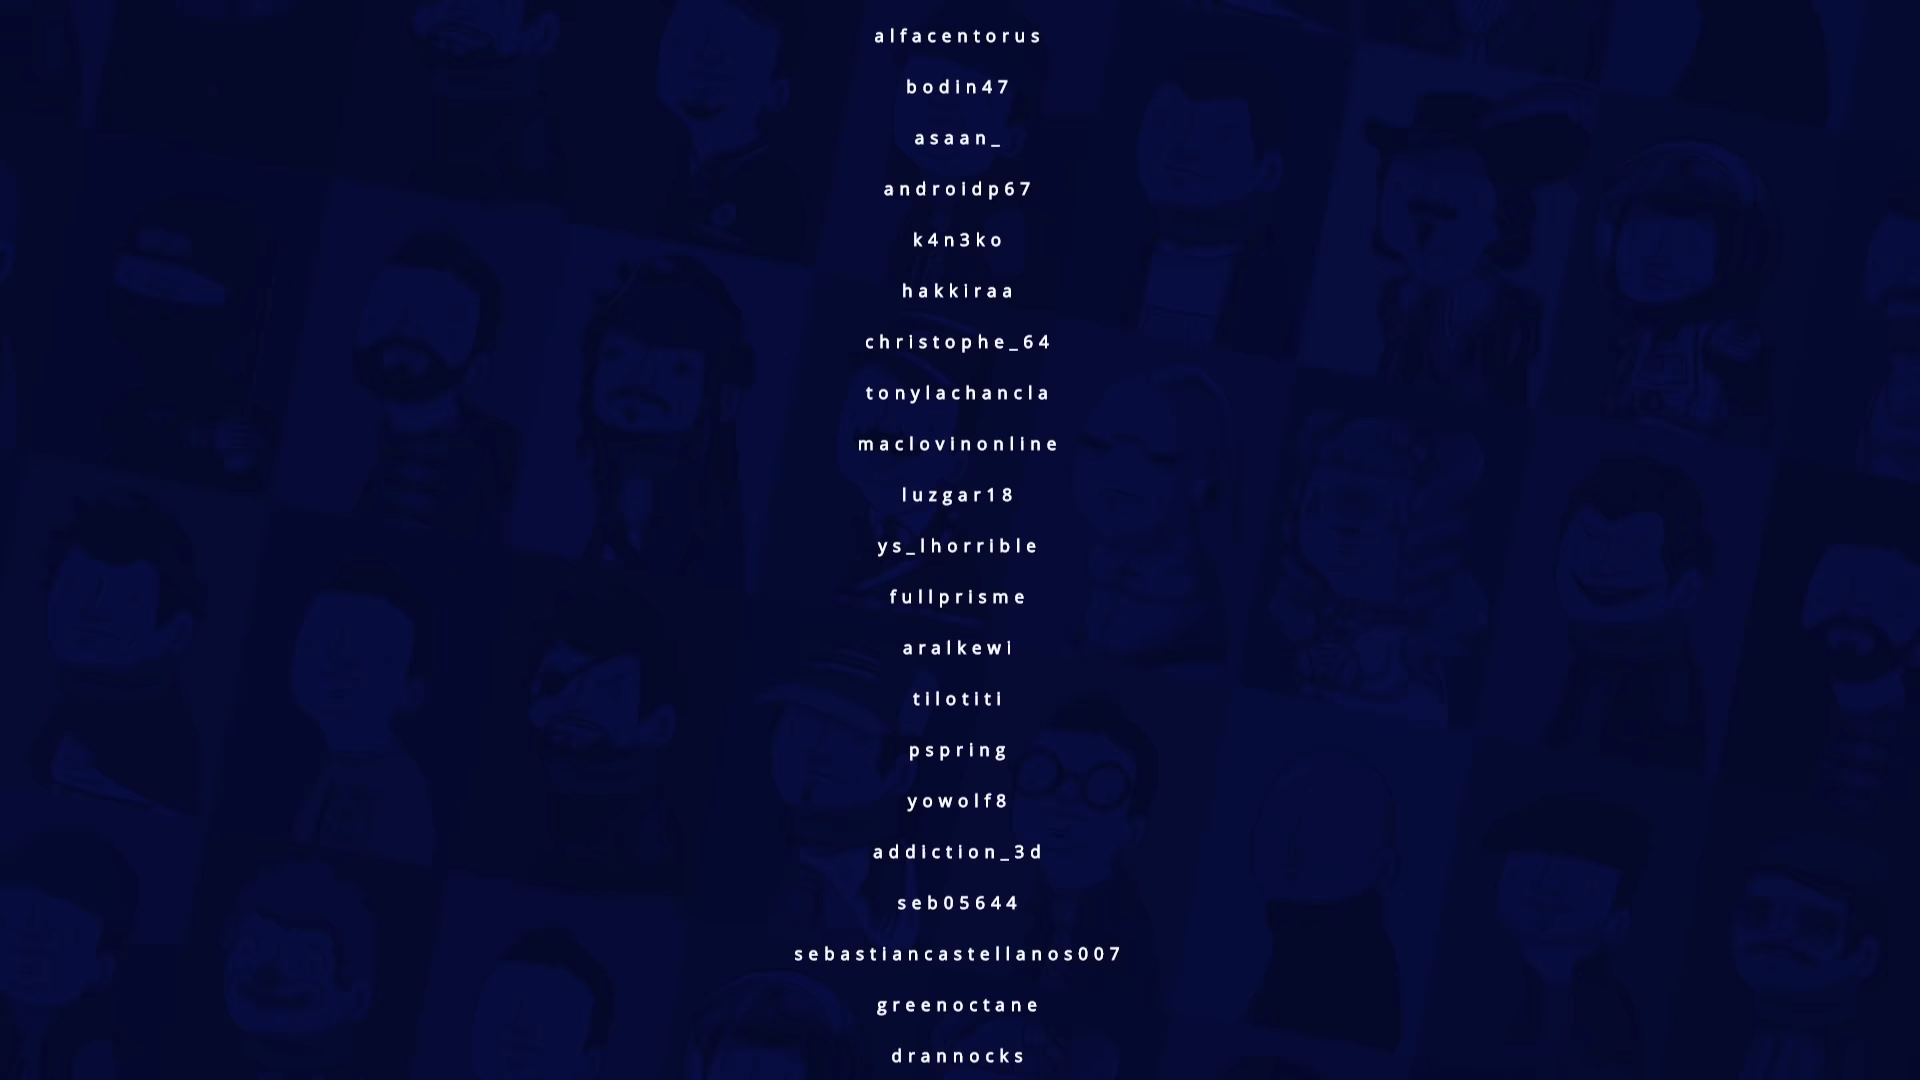 alfacentorus
bodin47
asaan_
androidp67
k4n3ko
hakkiraa
christophe_64
tonylachancla
maclovinonline
luzgar18
ys_lhorrible
fullprisme
aralkewi
tilotiti
pspring
yowolf8
addiction_3d
seb05644
sebastiancastellanos007
greenoctane
drannocks